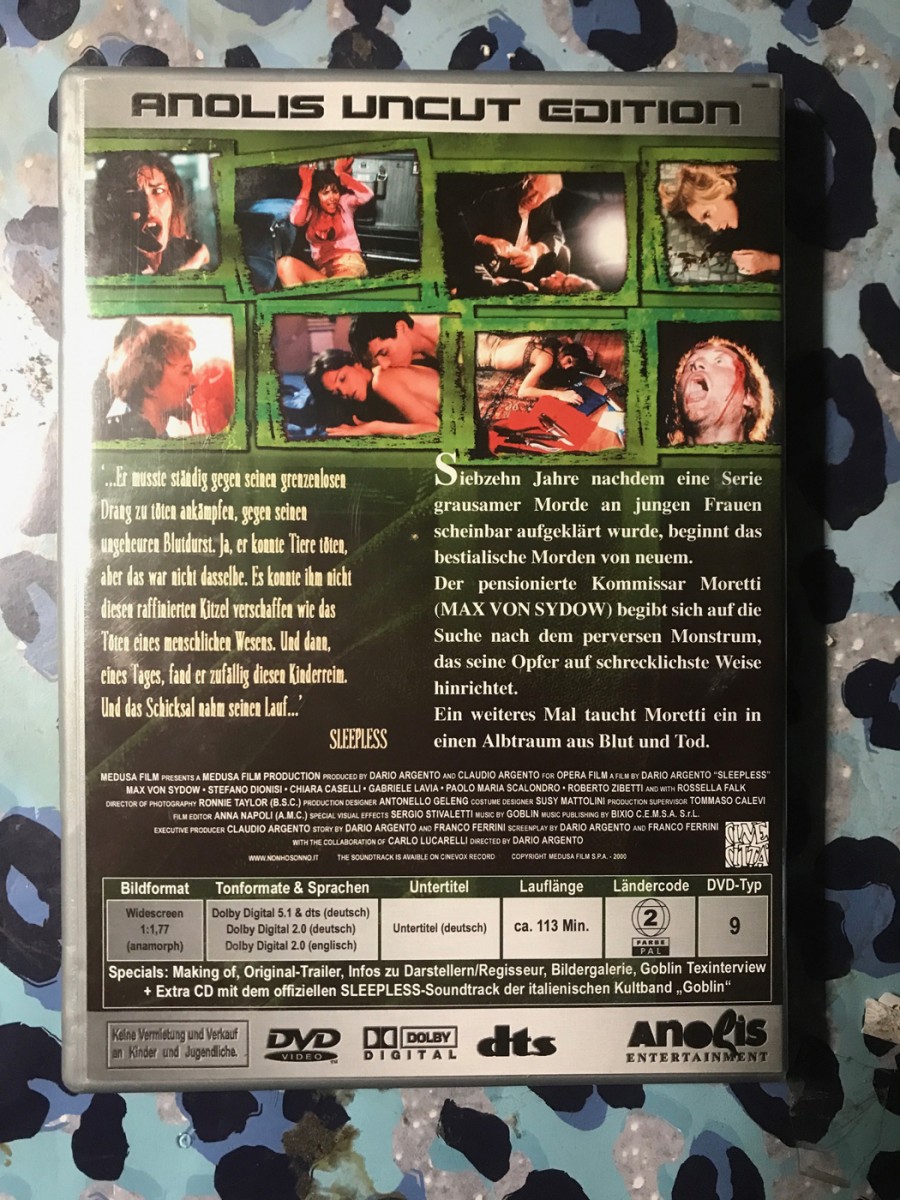 ANOLIS UNCUT EDITION
'...Er musste ständig gegen seinen grenzenlosen
Drang zu töten ankämpfen, gegen seinen
ungeheuren Blutdurst. Ja, er konnte Tiere töten,
aber das war nicht dasselbe. Es konnte ihm nicht
diesen raffinierten Kitzel verschaffen wie das
Töten eines menschlichen Wesens. Und dann,
eines Tages, fand er zufällig diesen Kinderreim.
Und das Schicksal nahm seinen Lauf...'
SLEEPLESS
Siebzehn Jahre nachdem eine Serie
grausamer Morde an jungen Frauen
scheinbar aufgeklärt wurde, beginnt das
bestialische Morden von neuem.
Der pensionierte Kommissar Moretti
(MAX VON SYDOW) begibt sich auf die
Suche nach dem perversen Monstrum,
das seine Opfer auf schrecklichste Weise
hinrichtet.
Ein weiteres Mal taucht Moretti ein in
einen Albtraum aus Blut und Tod.
MEDUSA FILM PRESENTS A MEDUSA FILM PRODUCTION PRODUCED BY DARIO ARGENTO AND CLAUDIO ARGENTO FOR OPERA FILM A FILM BY DARIO ARGENTO "SLEEPLESS"
MAX VON SYDOW • STEFANO DIONISI • CHIARA CASELLI • GABRIELE LAVIA • PAOLO MARIA SCALONDRO • ROBERTO ZIBETTI AND WITH ROSSELLA FALK
DIRECTOR OF PHOTOGRAPHY RONNIE TAYLOR (B.S.C.) PRODUCTION DESIGNER ANTONELLO GELENG COSTUME DESIGNER SUSY MATTOLINI PRODUCTION SUPERVISOR TOMMASO CALEVI
FILM EDITOR ANNA NAPOLI (A.M.C.) SPECIAL VISUAL EFFECTS SERGIO STIVALETTI MUSIC BY GOBLIN MUSIC PUBLISHING BY BIXIO C.E.M.S.A. S.r.L.
EXECUTIVE PRODUCER CLAUDIO ARGENTO STORY BY DARIO ARGENTO AND FRANCO FERRINI SCREENPLAY BY DARIO ARGENTO AND FRANCO FERRINI
WITH THE COLLABORATION OF CARLO LUCARELLI DIRECTED BY DARIO ARGENTO
WWW.NONHOSONNO.IT THE SOUNDTRACK IS AVAIBLE ON CINEVOX RECORD COPYRIGHT MEDUSA FILM S.P.A. - 2000
CINE
CITTÀ
Bildformat Tonformate & Sprachen Untertitel Lauflänge Ländercode DVD-Typ
Widescreen
1:1,77
(anamorph)
Dolby Digital 5.1 & dts (deutsch)
Dolby Digital 2.0 (deutsch)
Dolby Digital 2.0 (englisch)
Untertitel (deutsch)
ca. 113 Min.
2
FARBE
PAL
9
Specials: Making of, Original-Trailer, Infos zu Darstellern/Regisseur, Bildergalerie, Goblin Texinterview
+ Extra CD mit dem offiziellen SLEEPLESS-Soundtrack der italienischen Kultband „Goblin"
Keine Vermietung und Verkauf
an Kinder und Jugendliche.
DVD
VIDEO
DOLBY
DIGITAL
dts
ANOLIS
ENTERTAINMENT